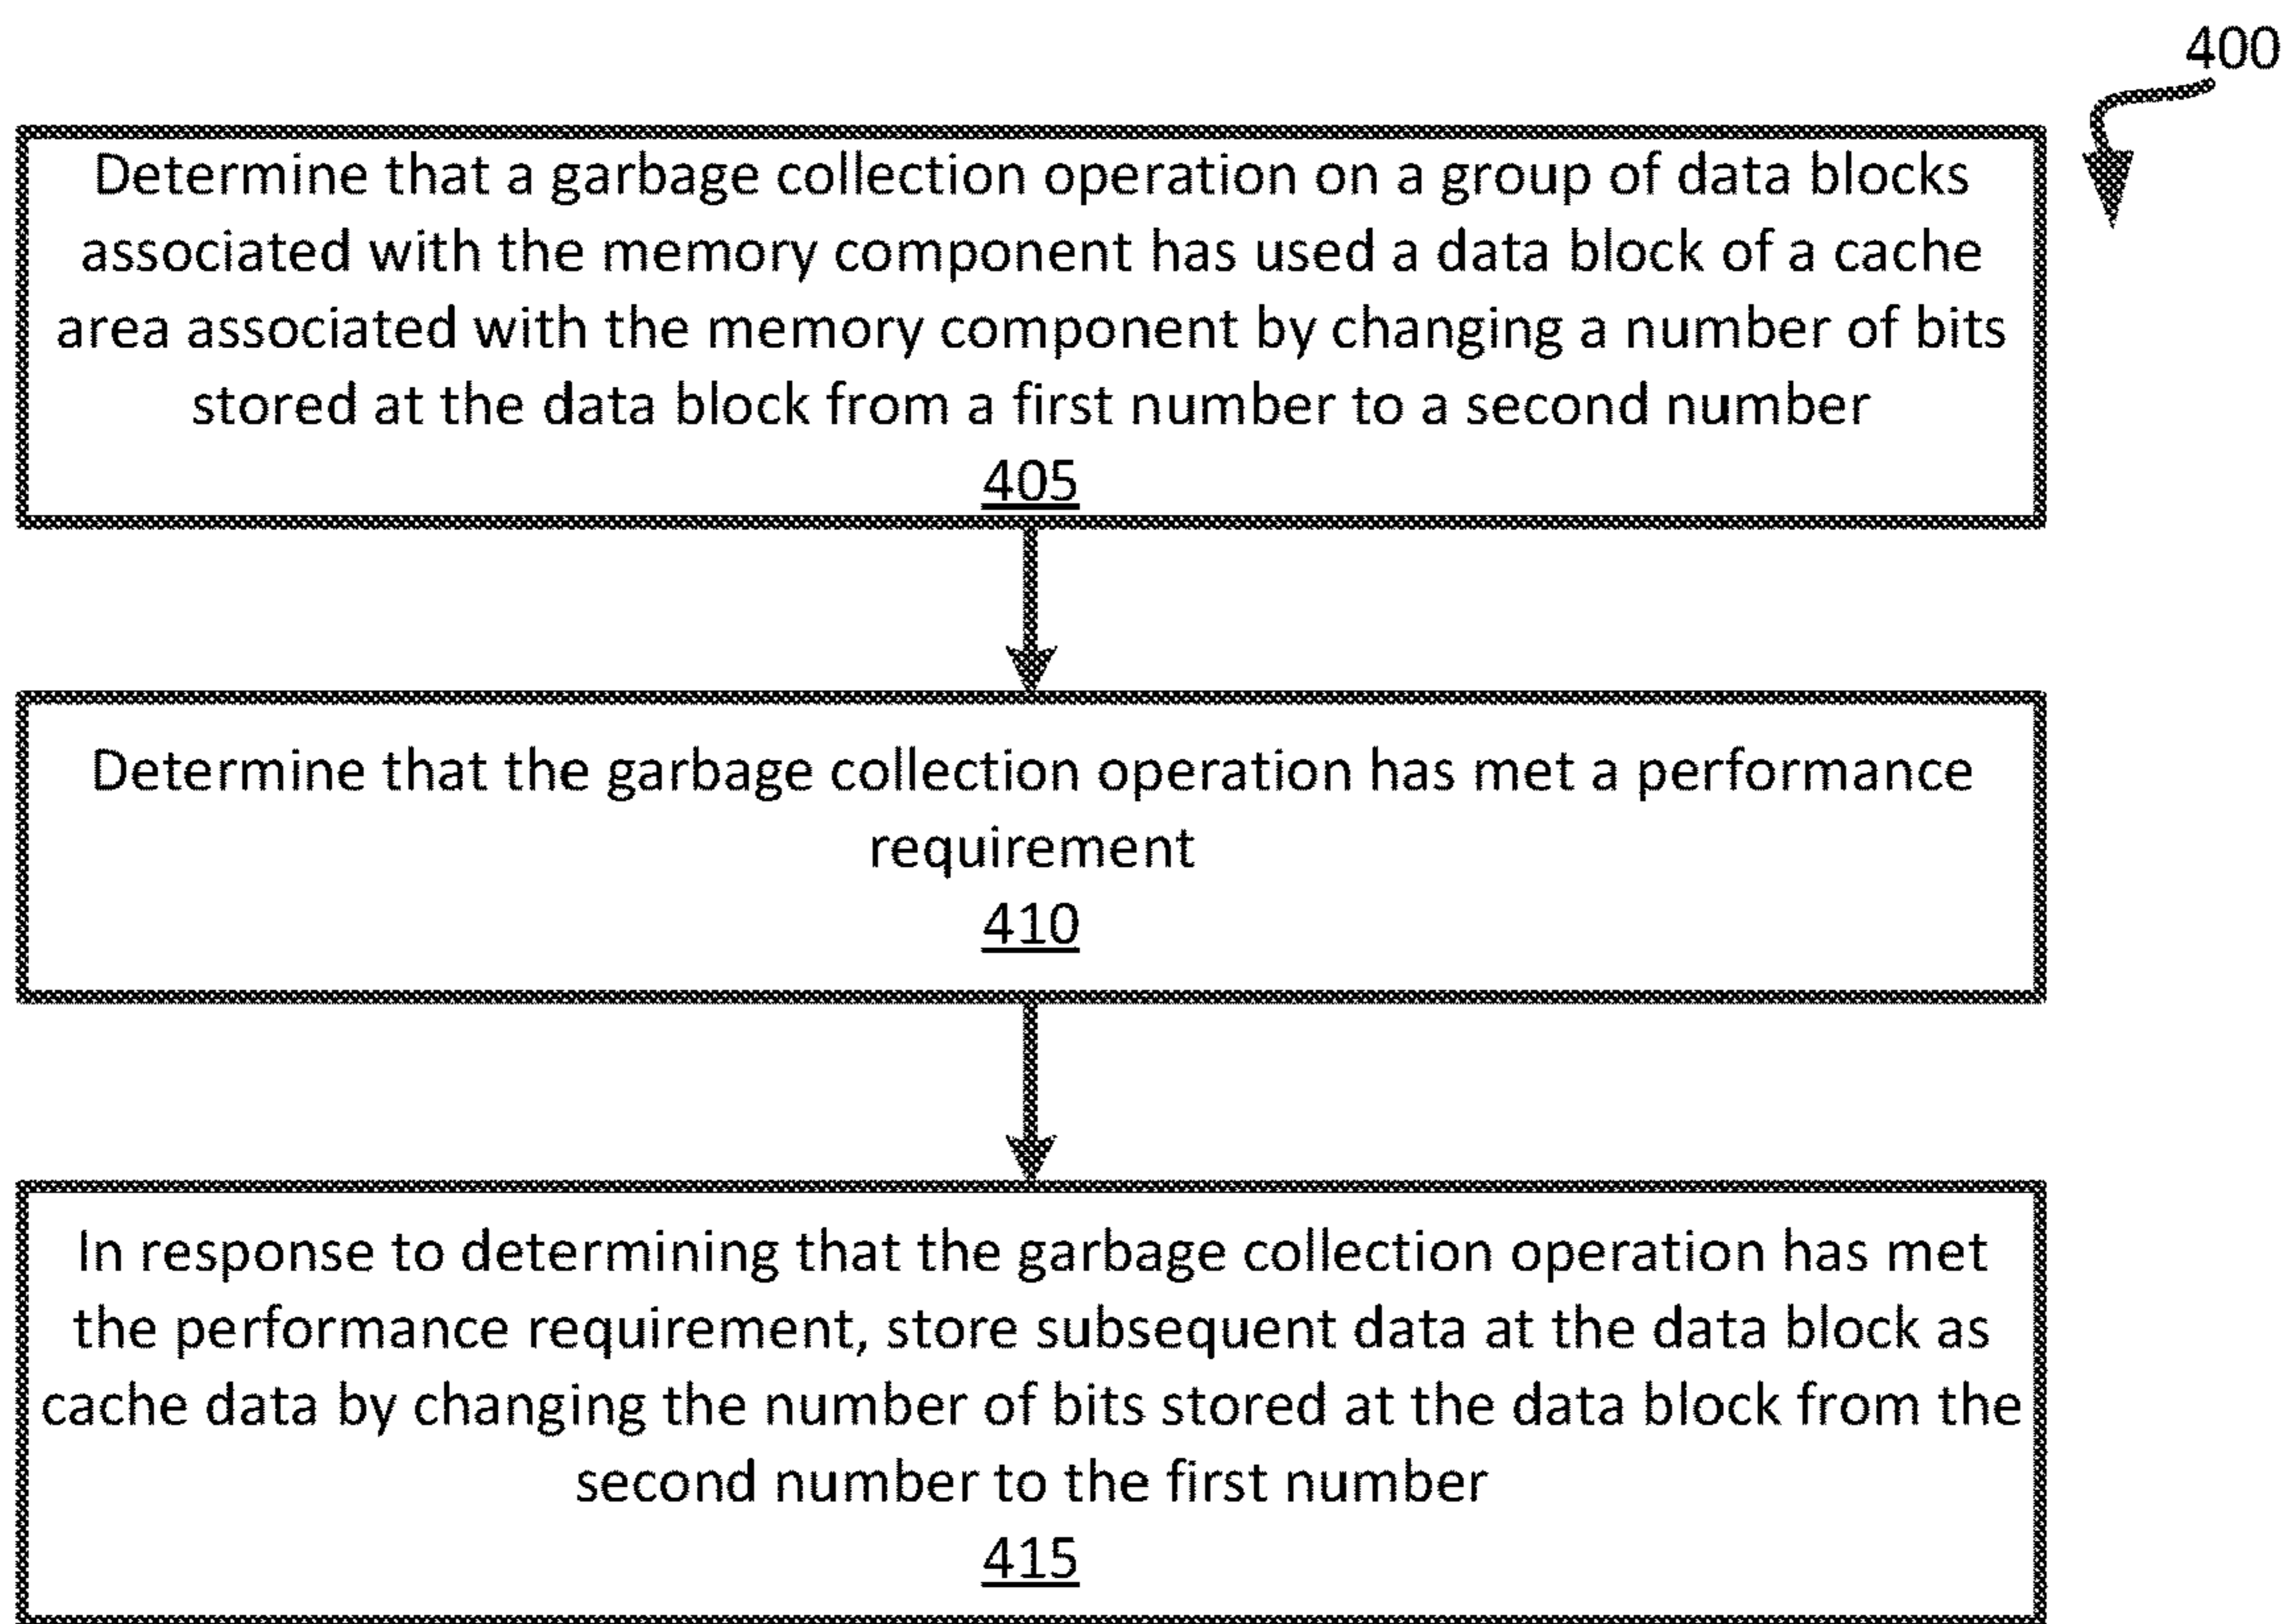 400
Determine that a garbage collection operation on a group of data blocks
associated with the memory component has used a data block of a cache
area associated with the memory component by changing a number of bits
stored at the data block from a first number to a second number
405
Determine that the garbage collection operation has met a performance
requirement
410
In response to determining that the garbage collection operation has met
the performance requirement, store subsequent data at the data block as
cache data by changing the number of bits stored at the data block from the
second number to the first number
415